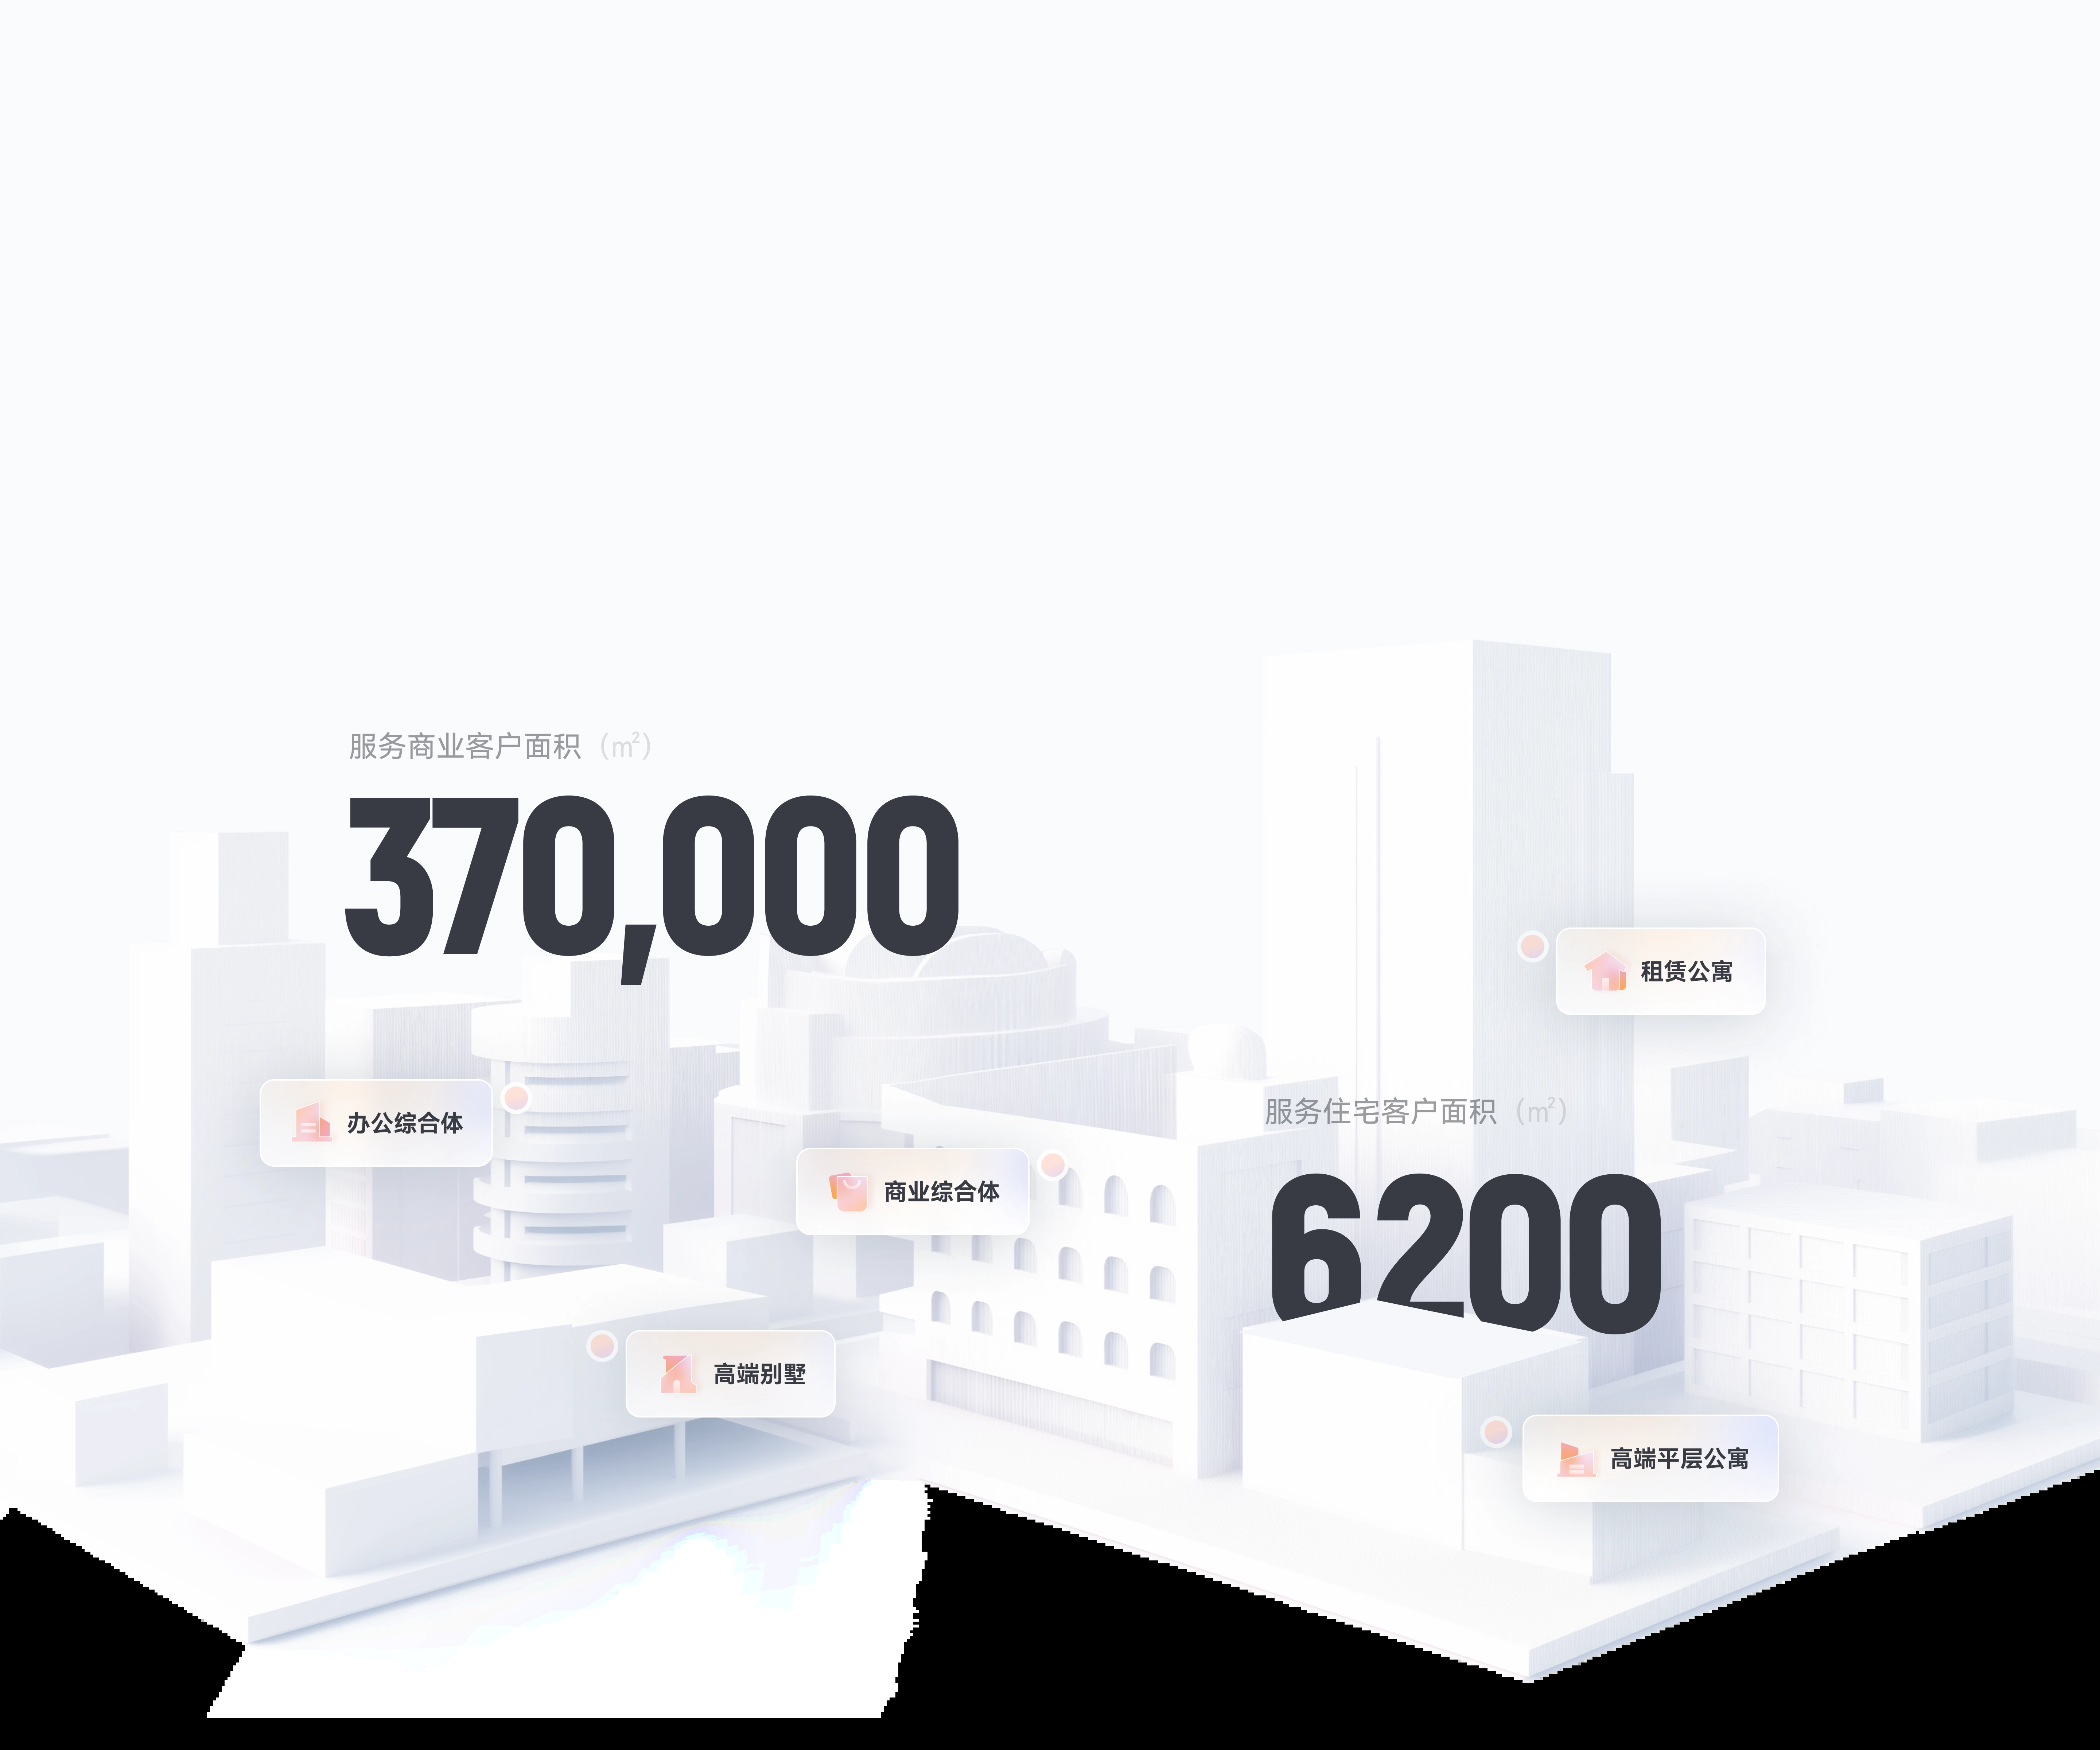 服务商业客户面积（㎡）
370,000
租赁公寓
办公综合体
服务住宅客户面积（㎡）
商业综合体
6200
高端别墅
高端平层公寓